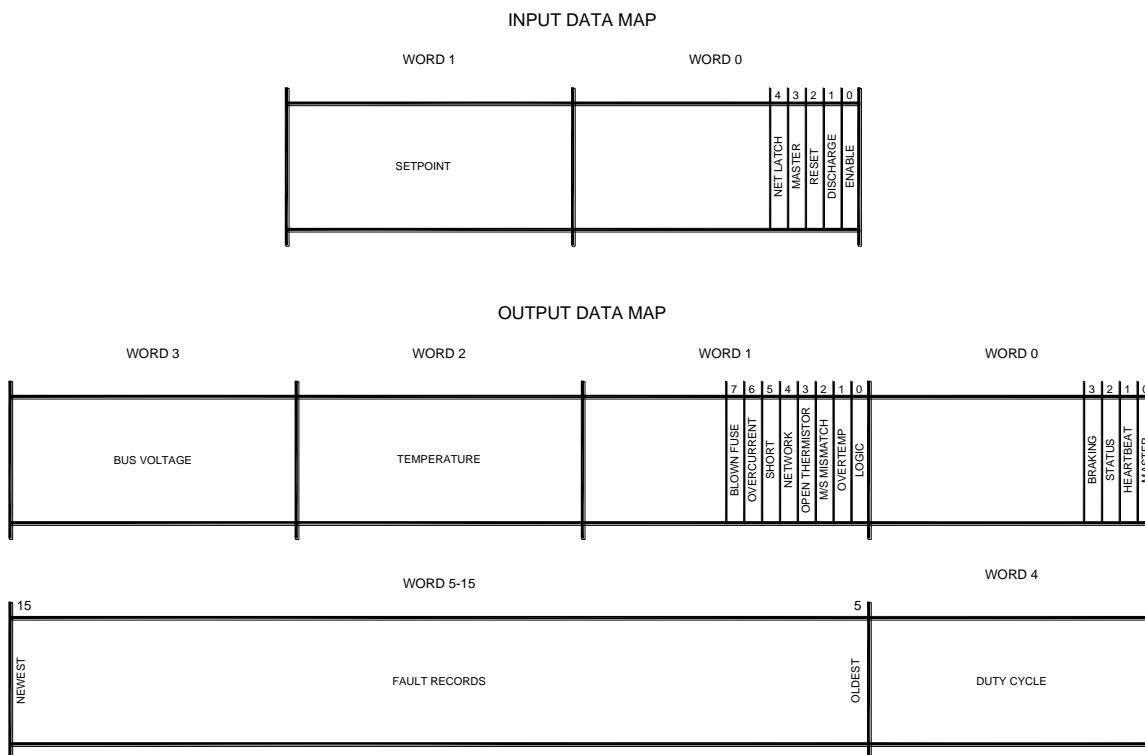 INPUT DATA MAP
WORD 1 WORD 0
4 3 2 1 0
SETPOINT
NET LATCH
MASTER
RESET
DISCHARGE
ENABLE
OUTPUT DATA MAP
WORD 3 WORD 2 WORD 1 WORD 0
7 6 5 4 3 2 1 0 3 2 1 0
BUS VOLTAGE
TEMPERATURE
BLOWN FUSE
OVERCURRENT
SHORT
NETWORK
OPEN THERMISTOR
M/S MISMATCH
OVERTEMP
LOGIC
BRAKING
STATUS
HEARTBEAT
MASTER
WORD 5-15 WORD 4
15 5
NEWEST
FAULT RECORDS
OLDEST
DUTY CYCLE